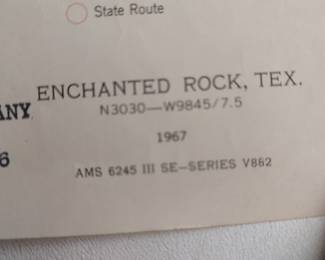 State Route
ENCHANTED ROCK, TEX.
ANY
N3030—W9845/7.5
1967
6
AMS 6245 III SE—SERIES V882